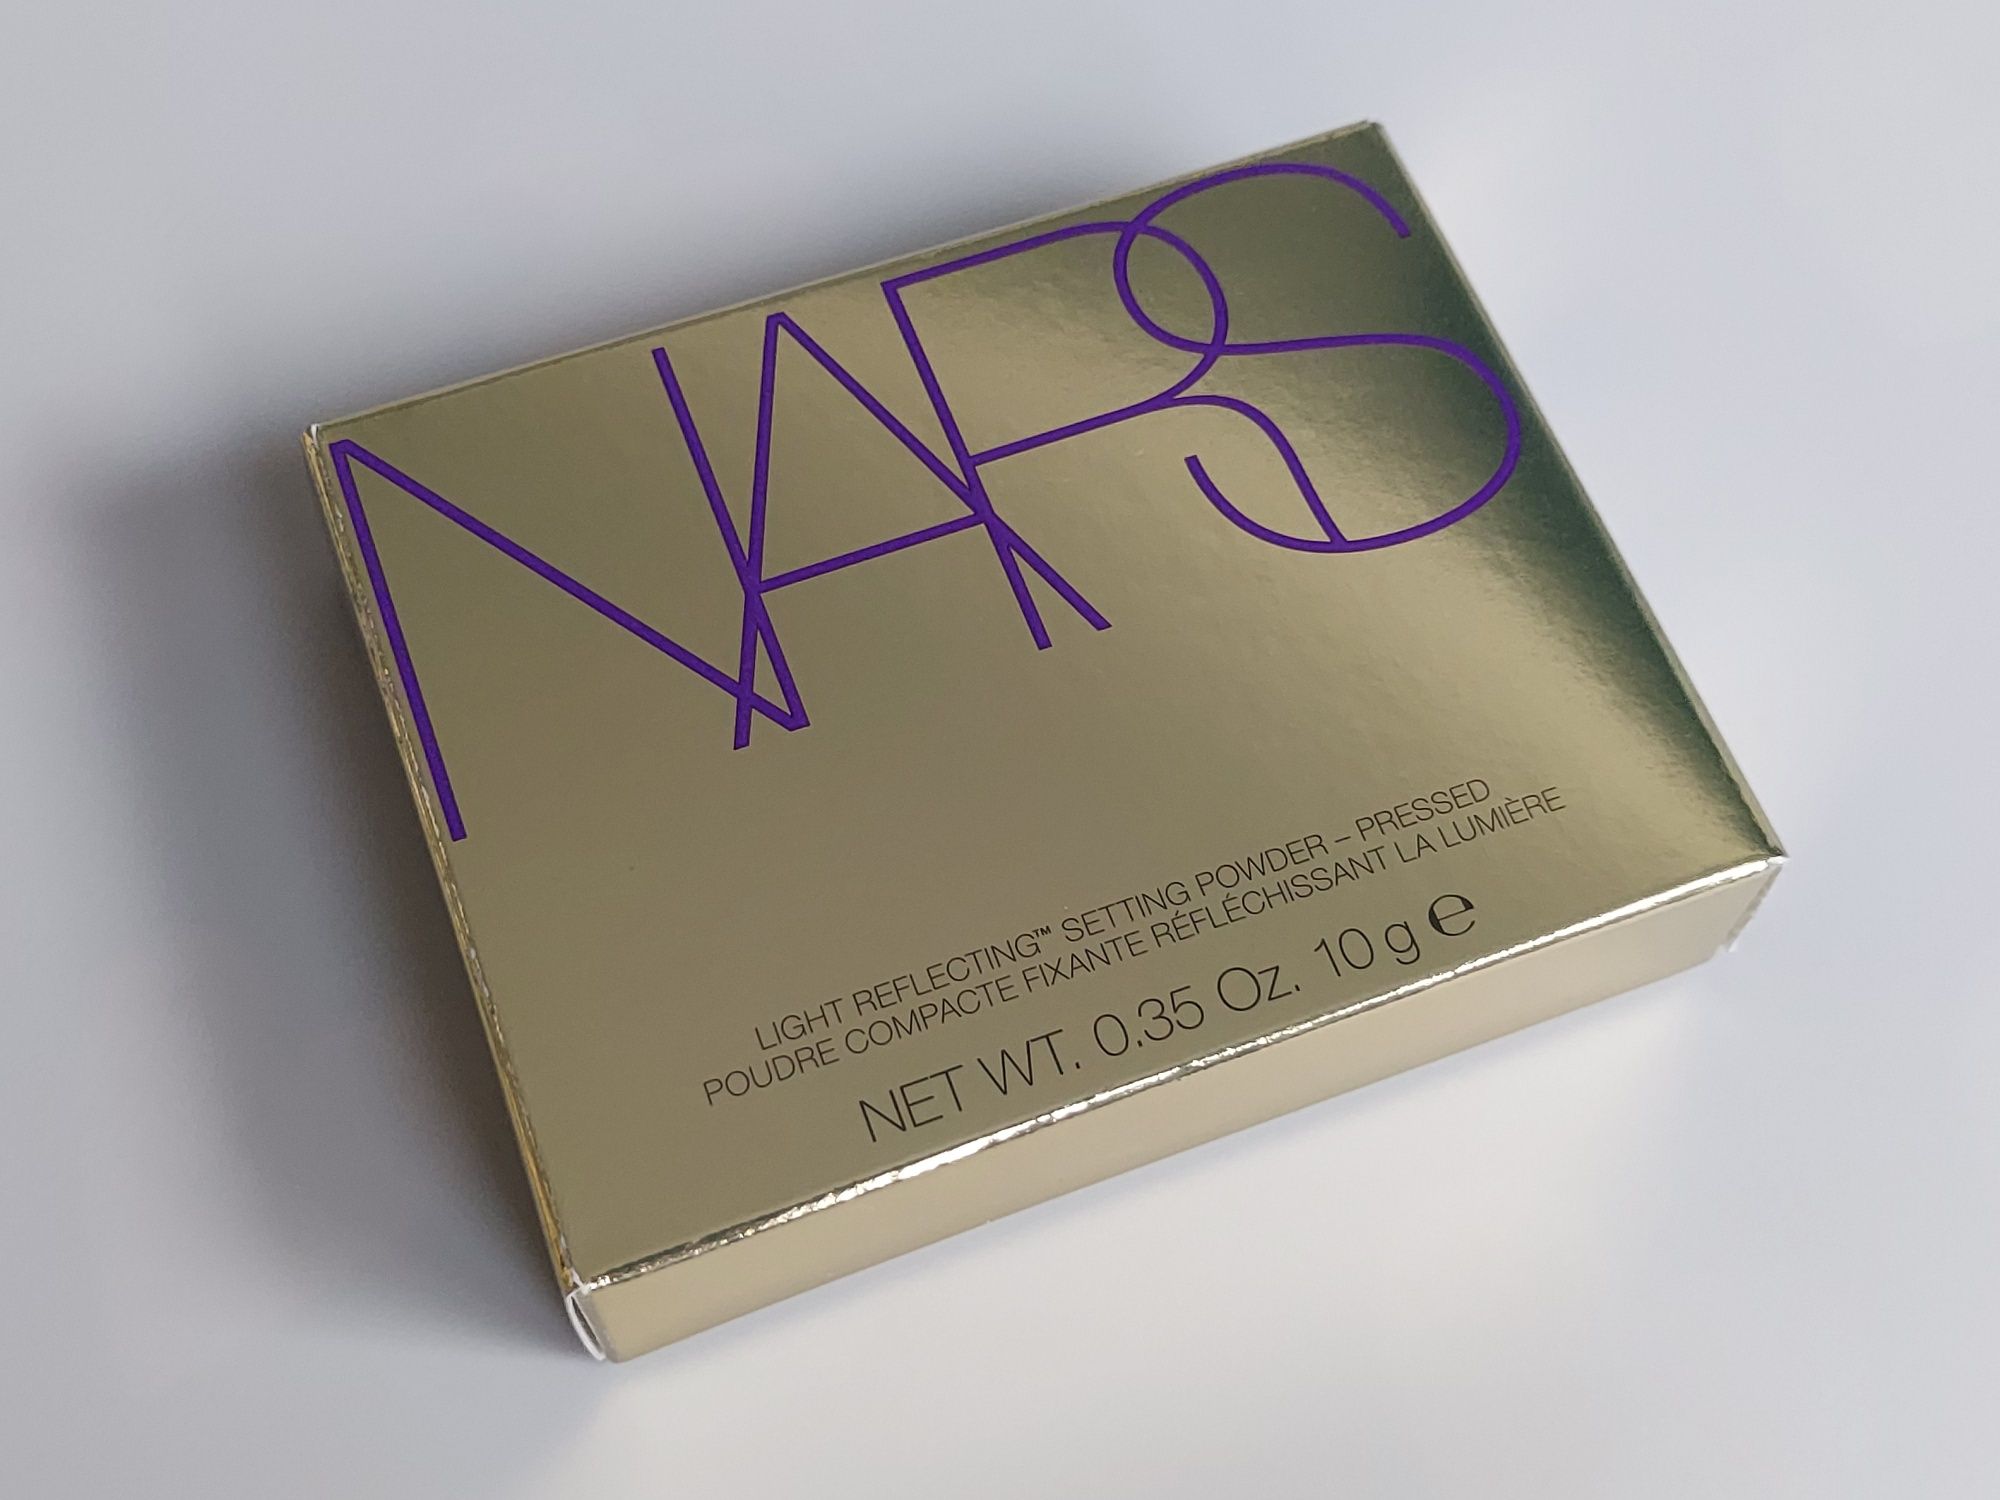 NARS
LIGHT REFLECTING™ SETTING POWDER – PRESSED
POUDRE COMPACTE FIXANTE RÉFLÉCHISSANT LA LUMIÈRE
NET WT. 0.35 Oz. 10 g ℮